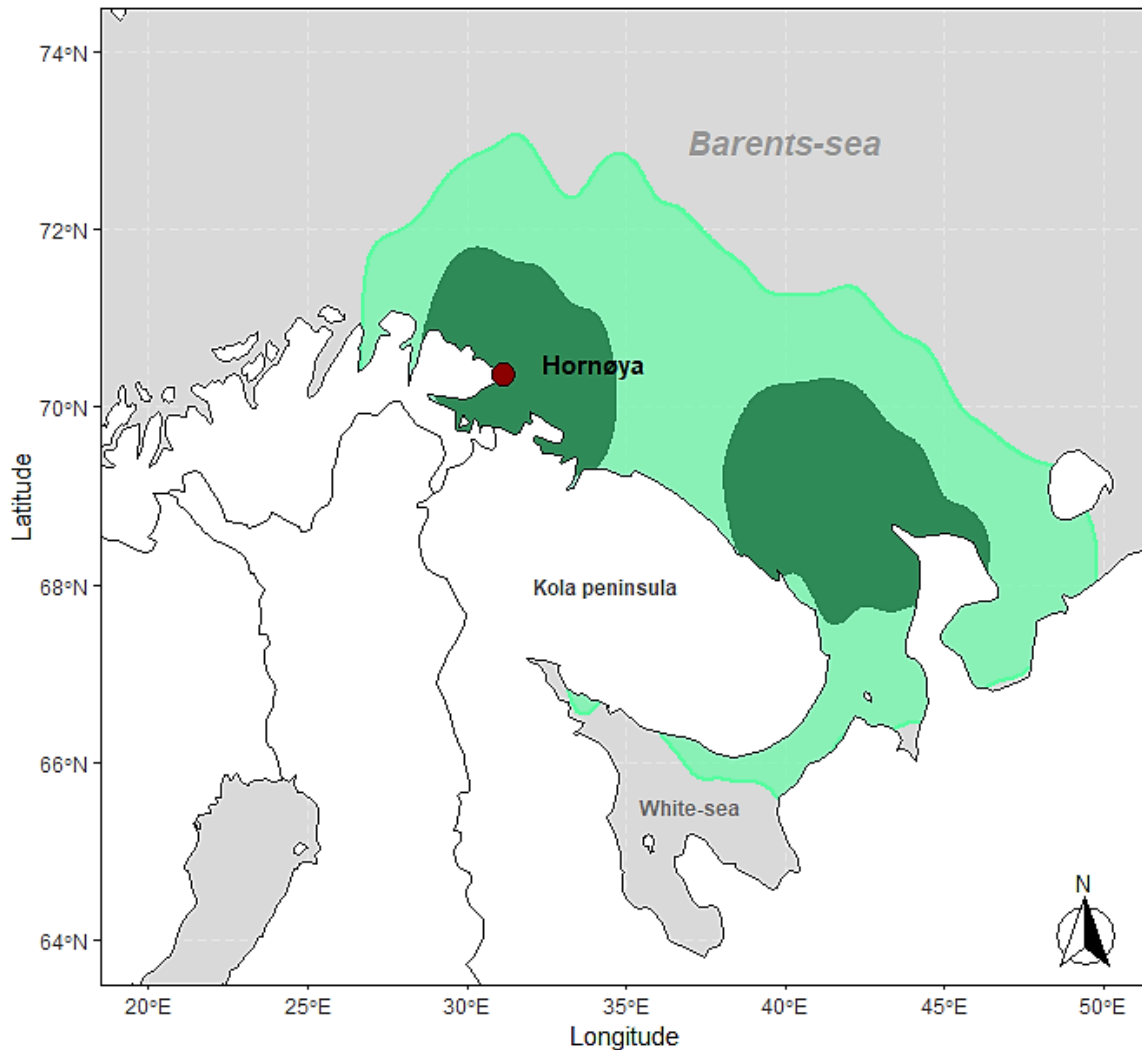 74°N
Barents-sea
72°N
Hornøya
70°N
Latitude
Kola peninsula
68°N
66°N
White-sea
N
64°N
20°E 25°E 30°E 35°E 40°E 45°E 50°E
Longitude